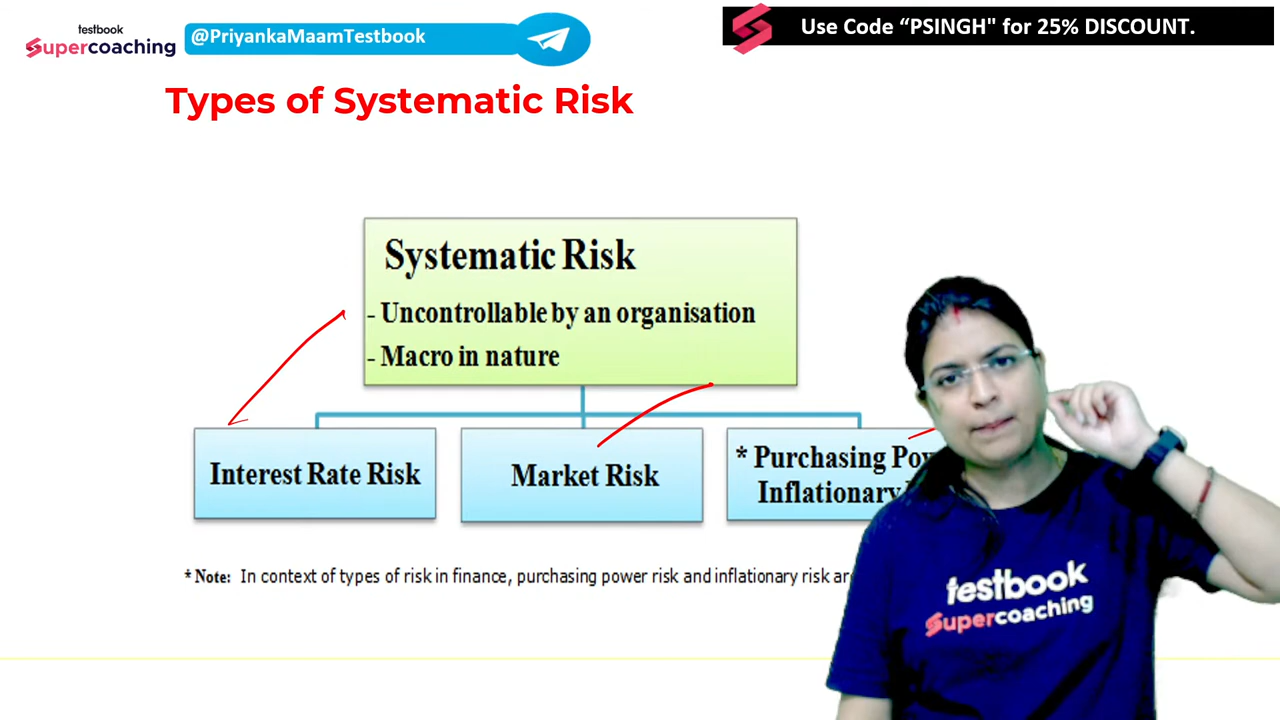 testbook
Supercoaching
@PriyankaMaamTestbook
Use Code “PSINGH" for 25% DISCOUNT.
Types of Systematic Risk
Systematic Risk
- Uncontrollable by an organisation
- Macro in nature
Interest Rate Risk
Market Risk
* Purchasing
Inflationary
* Note: In context of types of risk in finance, purchasing power risk and inflationary risk
testbook
Supercoaching